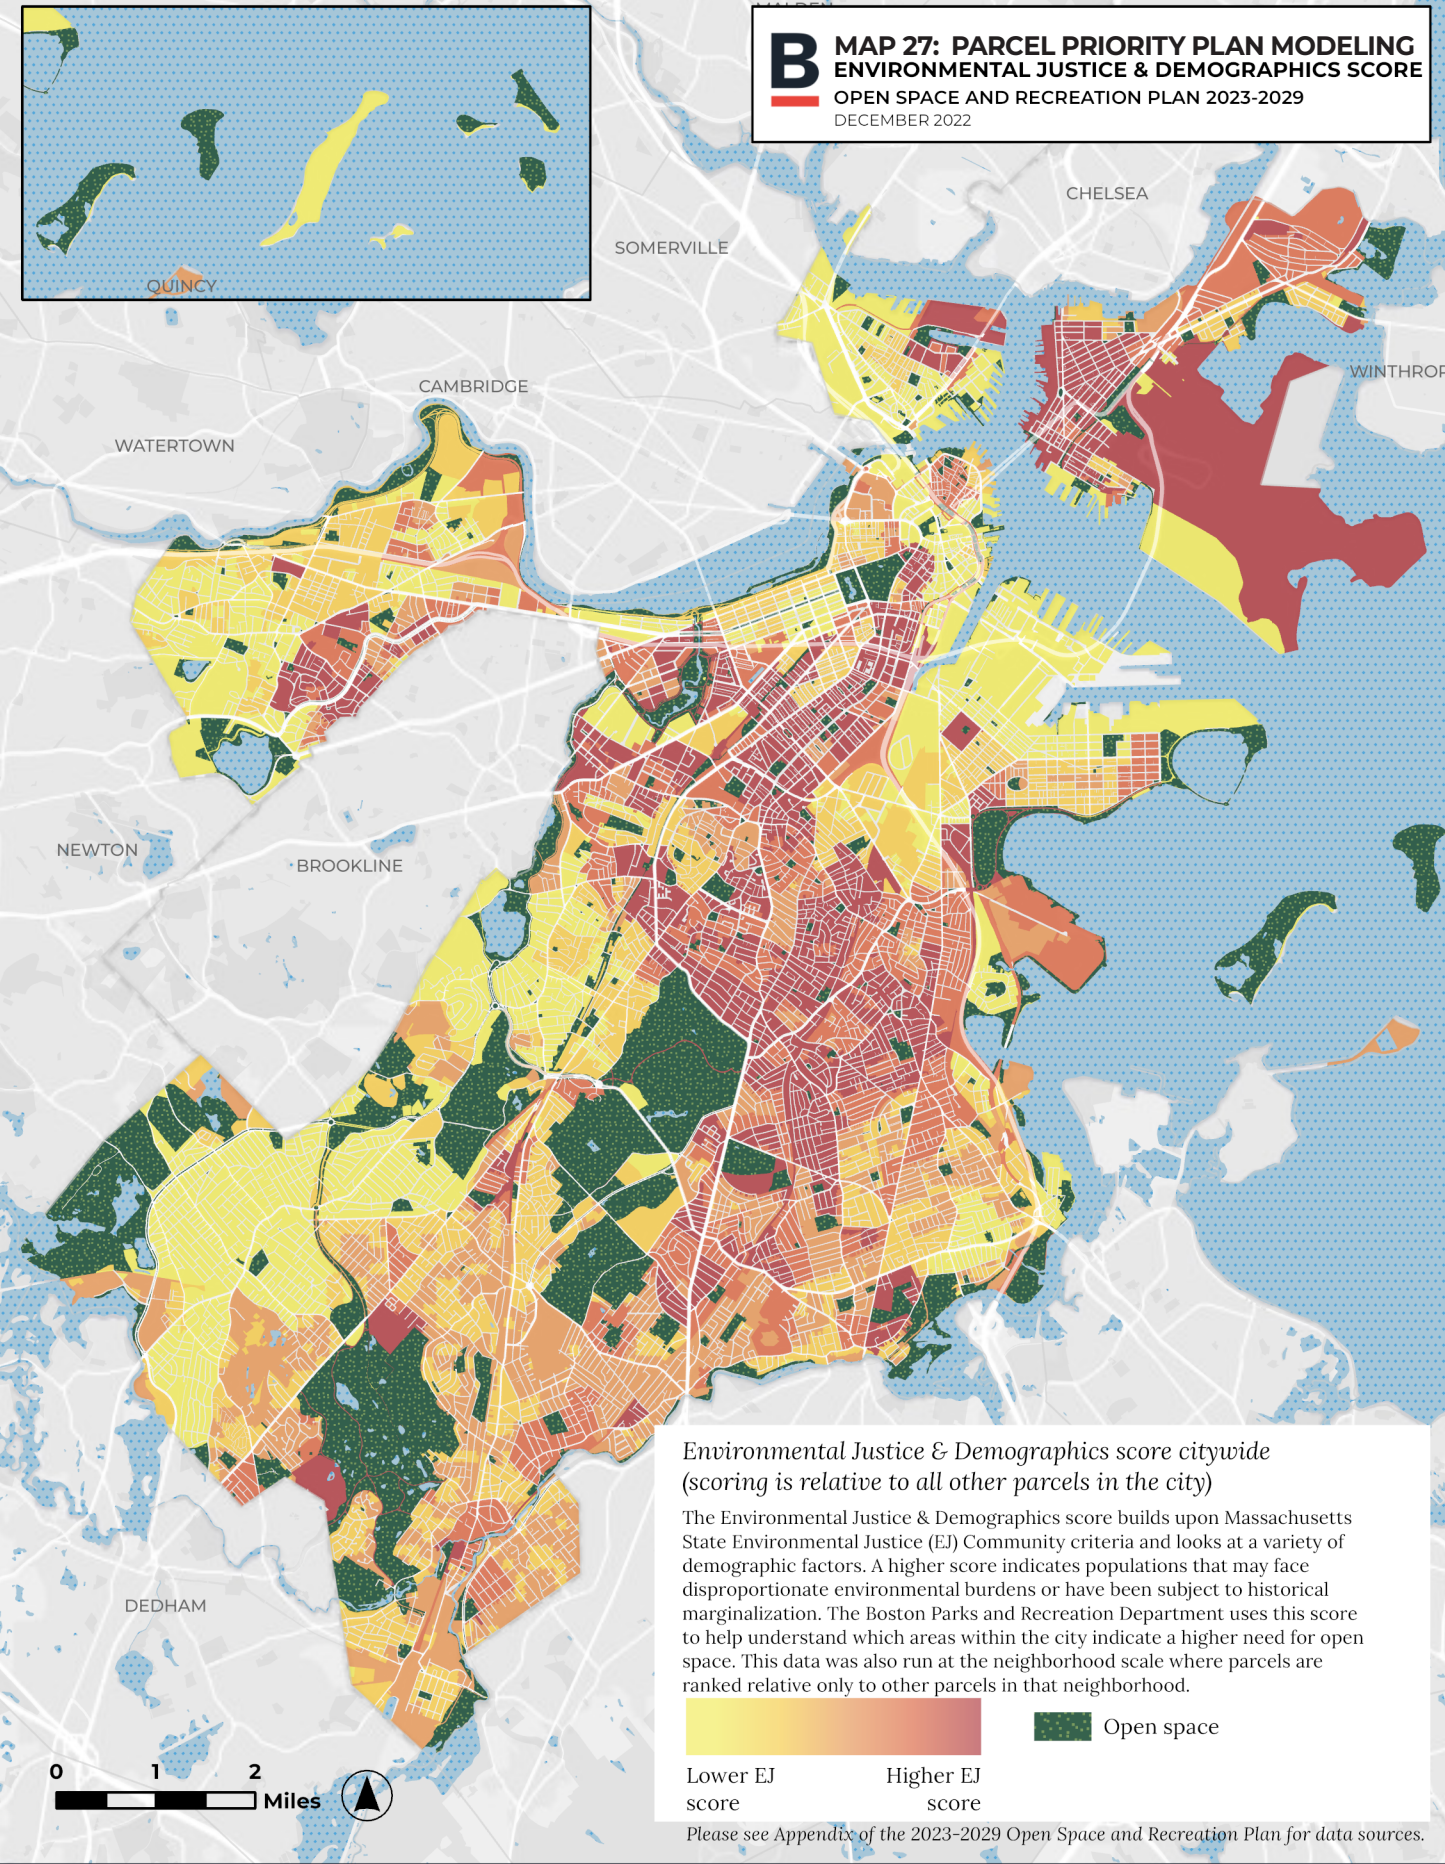 B
MAP 27: PARCEL PRIORITY PLAN MODELING
ENVIRONMENTAL JUSTICE & DEMOGRAPHICS SCORE
OPEN SPACE AND RECREATION PLAN 2023-2029
DECEMBER 2022
MALDEN
CHELSEA
SOMERVILLE
QUINCY
WINTHROP
CAMBRIDGE
WATERTOWN
NEWTON
BROOKLINE
DEDHAM
Environmental Justice & Demographics score citywide
(scoring is relative to all other parcels in the city)
The Environmental Justice & Demographics score builds upon Massachusetts
State Environmental Justice (EJ) Community criteria and looks at a variety of
demographic factors. A higher score indicates populations that may face
disproportionate environmental burdens or have been subject to historical
marginalization. The Boston Parks and Recreation Department uses this score
to help understand which areas within the city indicate a higher need for open
space. This data was also run at the neighborhood scale where parcels are
ranked relative only to other parcels in that neighborhood.
Open space
Lower EJ
score
Higher EJ
score
0 1 2
Miles
Please see Appendix of the 2023-2029 Open Space and Recreation Plan for data sources.